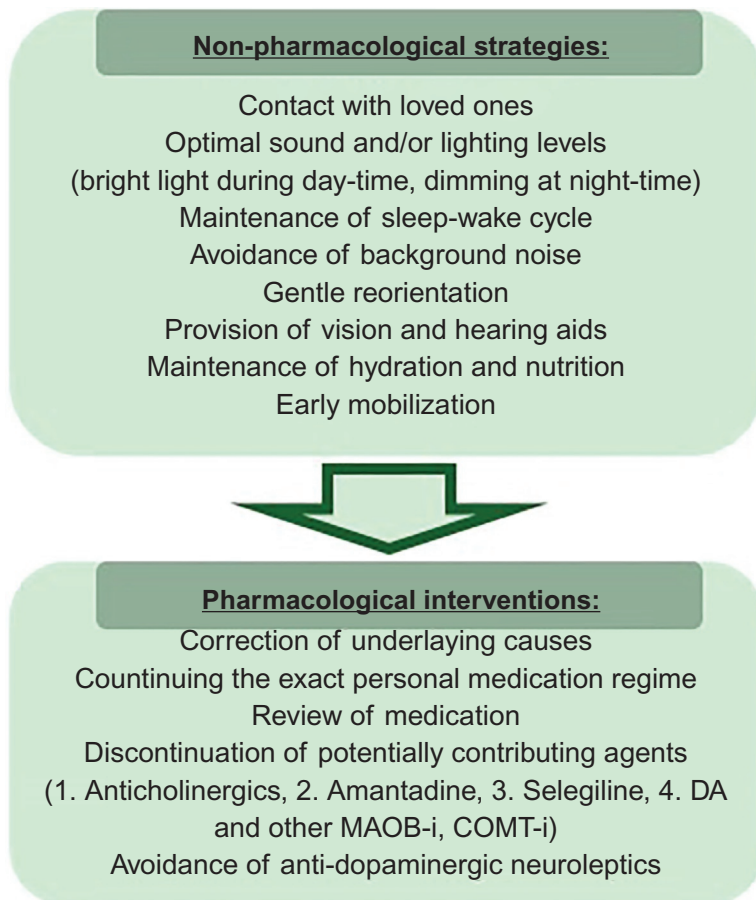 Non-pharmacological strategies:
Contact with loved ones
Optimal sound and/or lighting levels
(bright light during day-time, dimming at night-time)
Maintenance of sleep-wake cycle
Avoidance of background noise
Gentle reorientation
Provision of vision and hearing aids
Maintenance of hydration and nutrition
Early mobilization
Pharmacological interventions:
Correction of underlaying causes
Countinuing the exact personal medication regime
Review of medication
Discontinuation of potentially contributing agents
(1. Anticholinergics, 2. Amantadine, 3. Selegiline, 4. DA
and other MAOB-i, COMT-i)
Avoidance of anti-dopaminergic neuroleptics